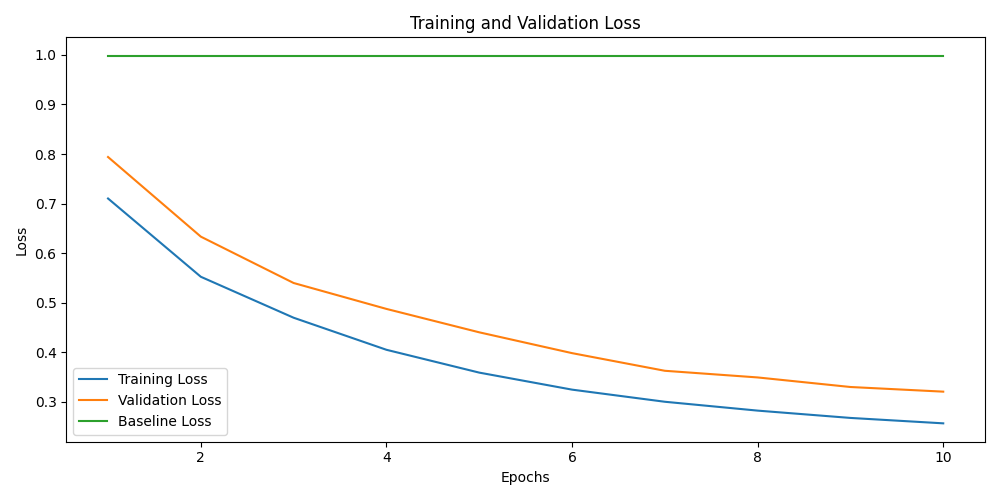 Training and Validation Loss
Loss
1.0
0.9
0.8
0.7
0.6
0.5
0.4
0.3
Training Loss
Validation Loss
Baseline Loss
2 4 6 8 10
Epochs